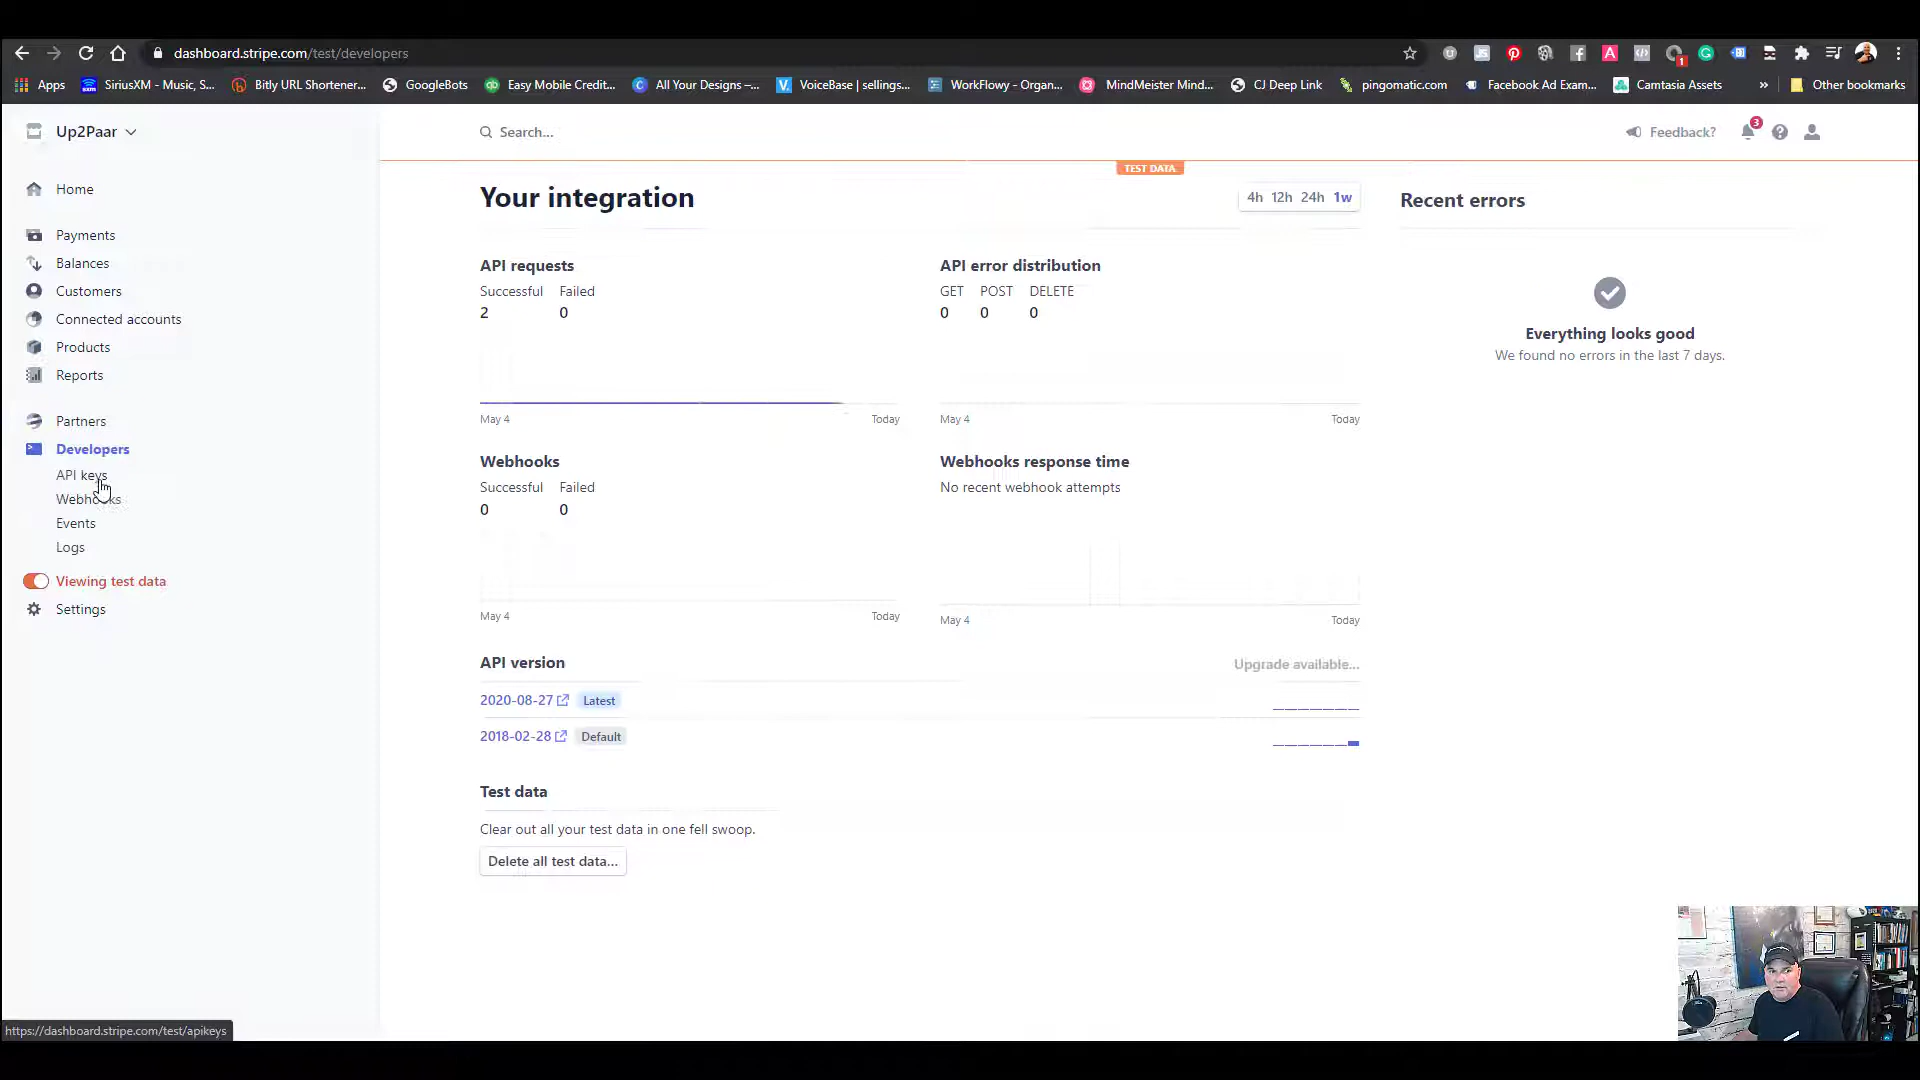 dashboard.stripe.com/test/developers
Apps
SiriusXM - Music, S...
Bitly URL Shortener...
GoogleBots
Easy Mobile Credit...
All Your Designs –...
VoiceBase | sellings...
WorkFlowy - Organ...
MindMeister Mind...
CJ Deep Link
pingomatic.com
Facebook Ad Exam...
Camtasia Assets
»
Other bookmarks
Up2Paar
Search...
Feedback?
3
TEST DATA
Home
Payments
Balances
Customers
Connected accounts
Products
Reports
Partners
Developers
API keys
Webhooks
Events
Logs
Viewing test data
Settings
Your integration
4h 12h 24h 1w
API requests
Successful Failed
2 0
May 4 Today
API error distribution
GET POST DELETE
0 0 0
May 4 Today
Webhooks
Successful Failed
0 0
May 4 Today
Webhooks response time
No recent webhook attempts
May 4 Today
API version
Upgrade available...
2020-08-27 Latest
2018-02-28 Default
Test data
Clear out all your test data in one fell swoop.
Delete all test data...
Recent errors
Everything looks good
We found no errors in the last 7 days.
https://dashboard.stripe.com/test/apikeys